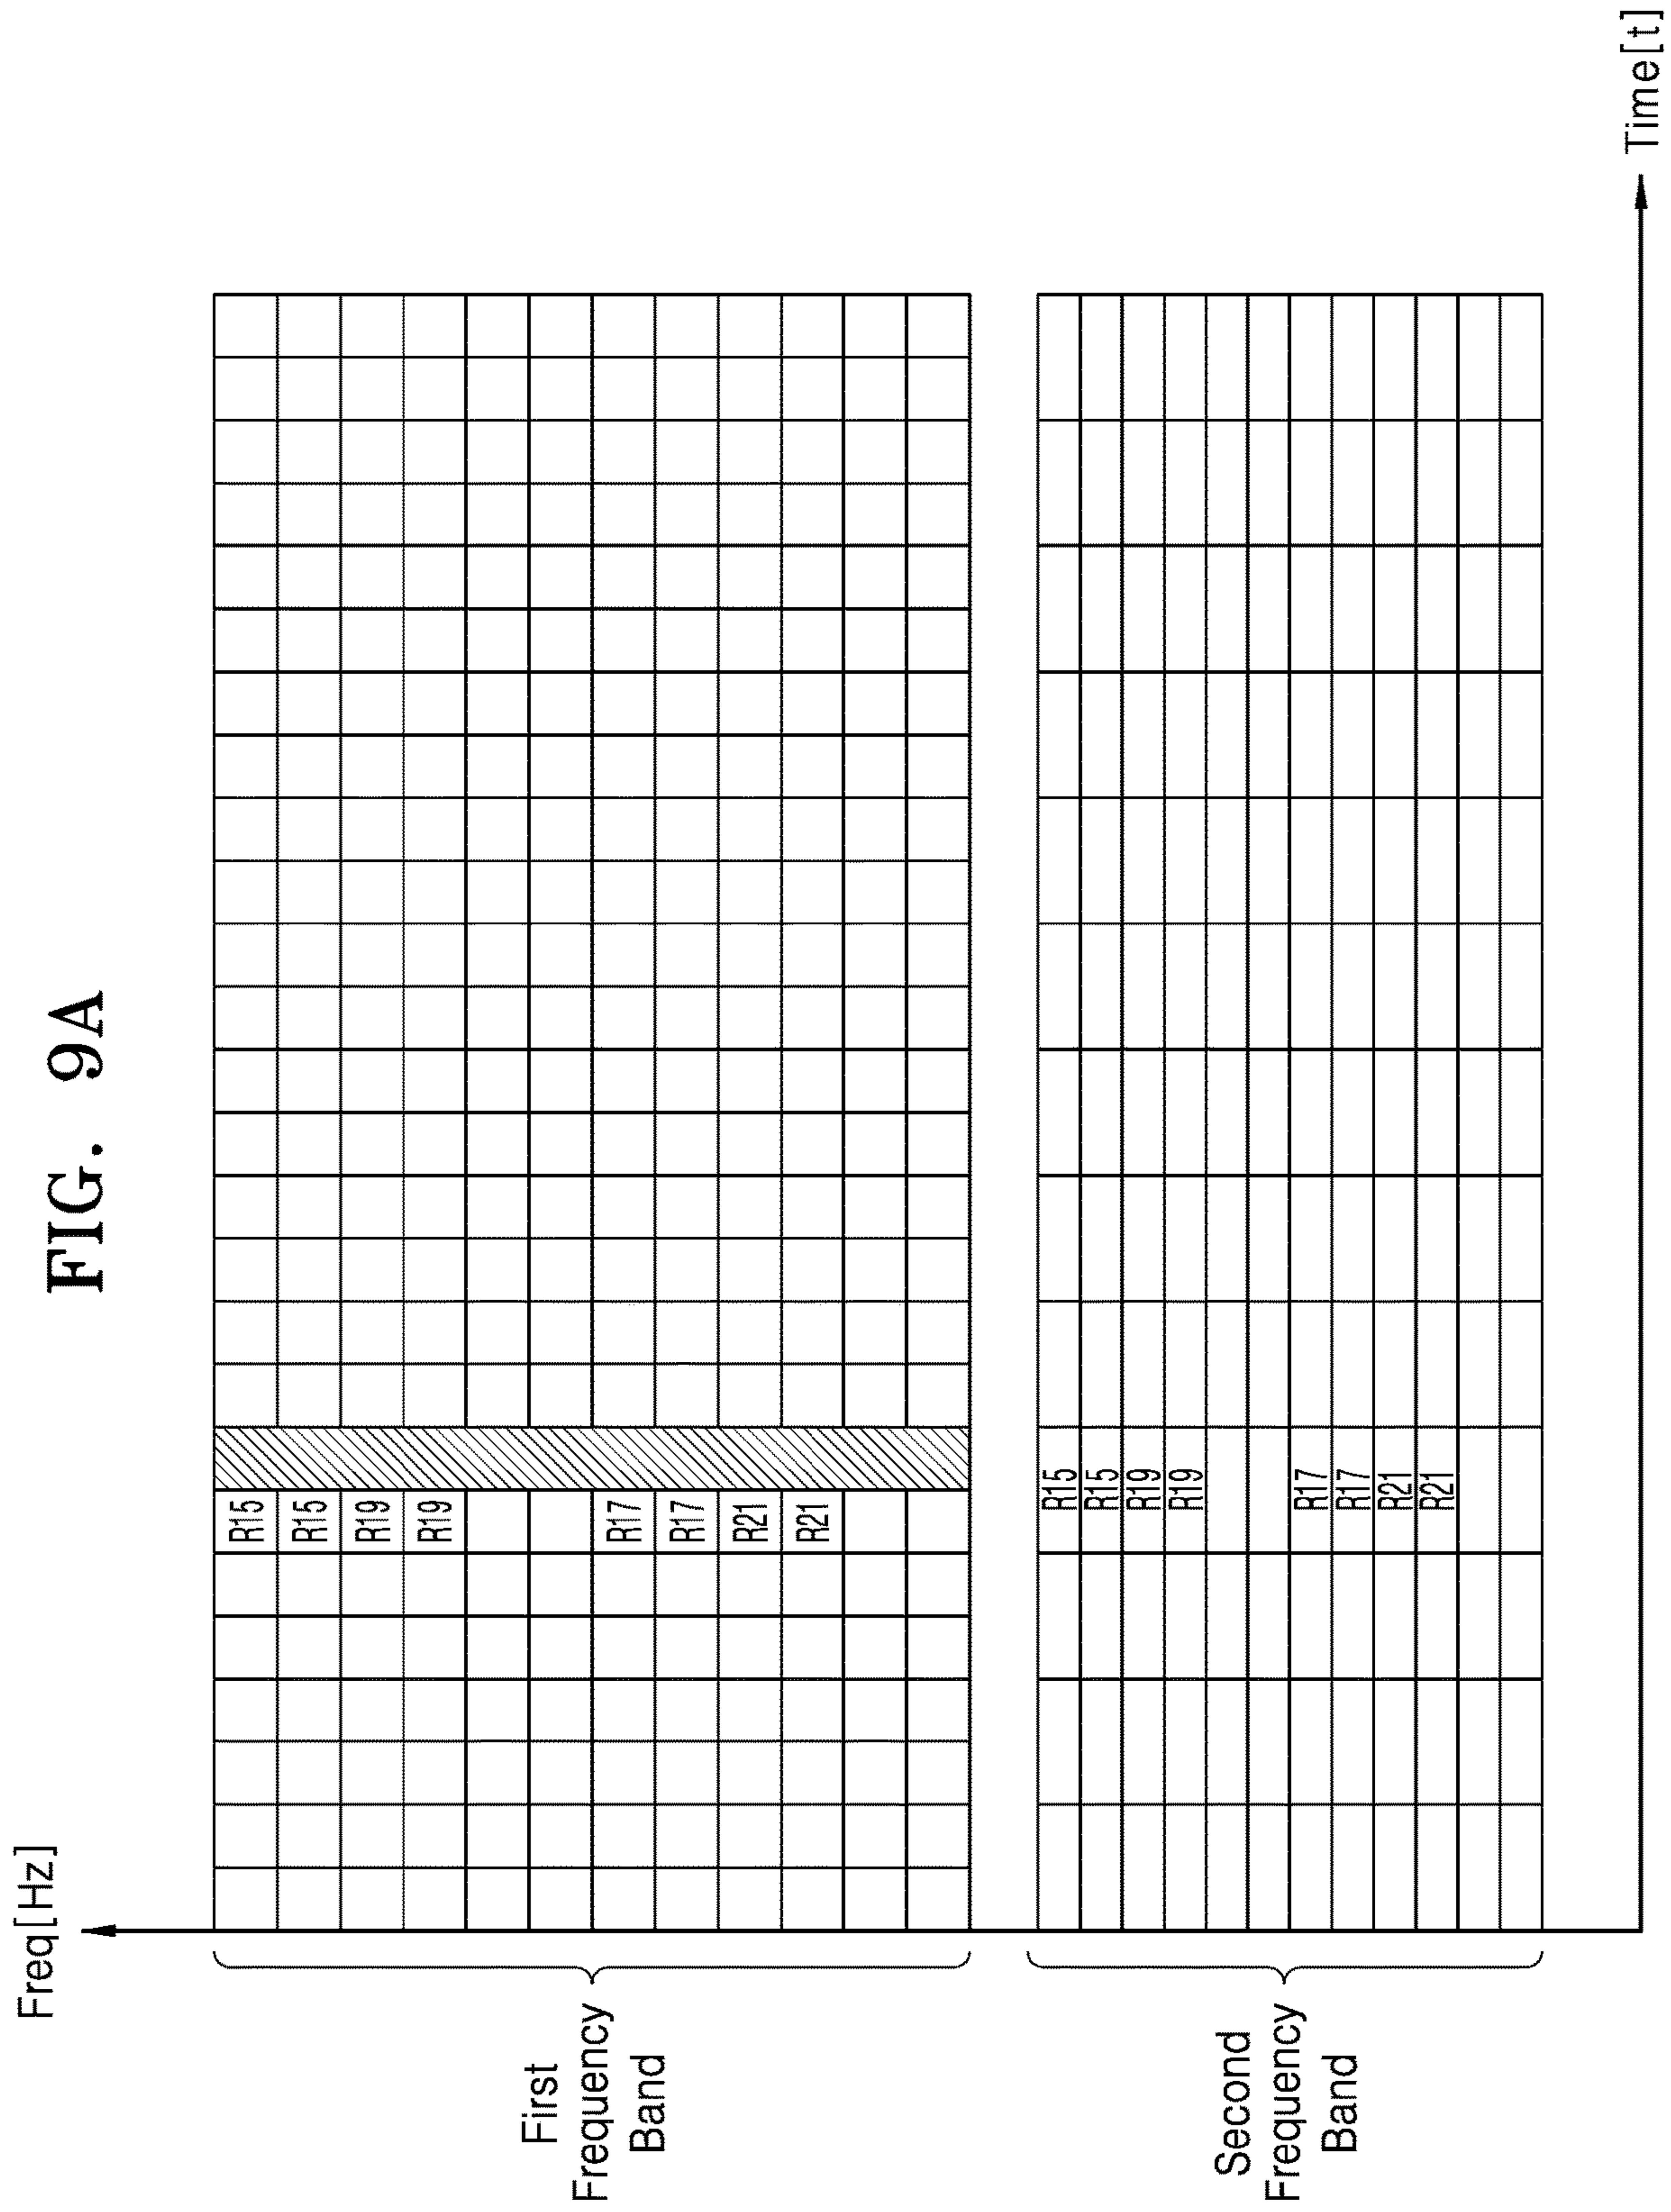 FIG. 9A
Freq[Hz]
First
Frequency
Band
R15
R15
R19
R19
R17
R17
R21
R21
Second
Frequency
Band
R15
R15
R19
R19
R17
R17
R21
R21
Time[t]